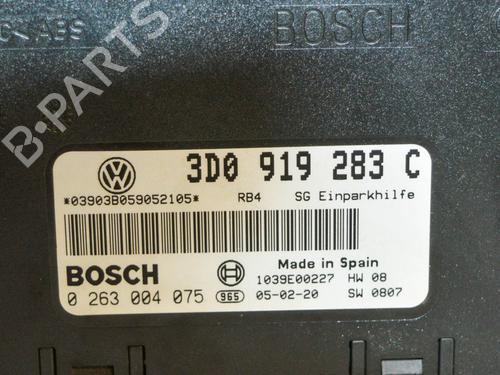 C<ABS
BOSCH
B-PARTS
3D0 919 283 C
*03903B059052105* RB4 SG Einparkhilfe
BOSCH
Made in Spain
1039E00227 HW 08
0 263 004 075 965 05-02-20 SW 0807